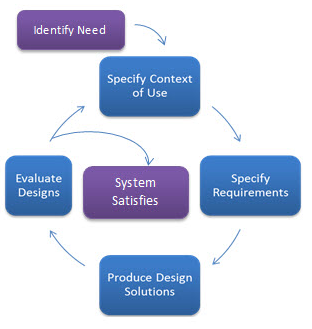 Identify Need
Specify Context
of Use
Evaluate
Designs
System
Satisfies
Specify
Requirements
Produce Design
Solutions